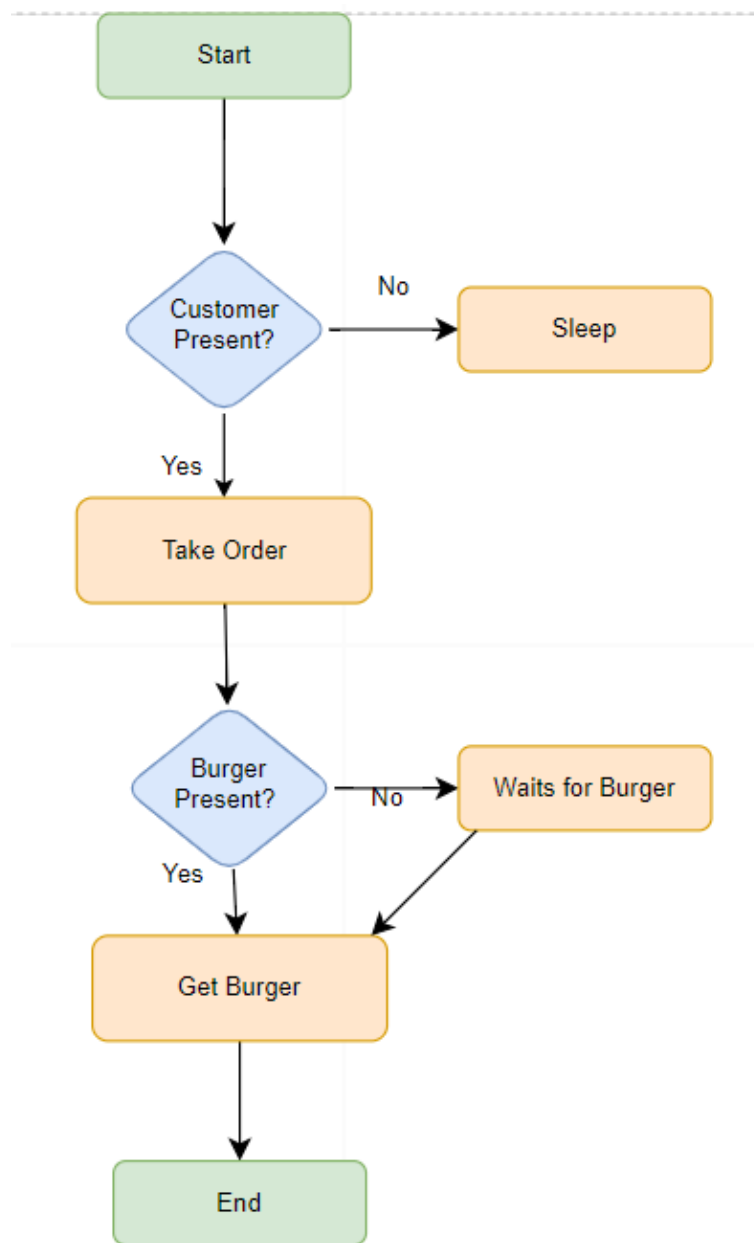 Start
Customer
Present?
No
Sleep
Yes
Take Order
Burger
Present?
No
Waits for Burger
Yes
Get Burger
End